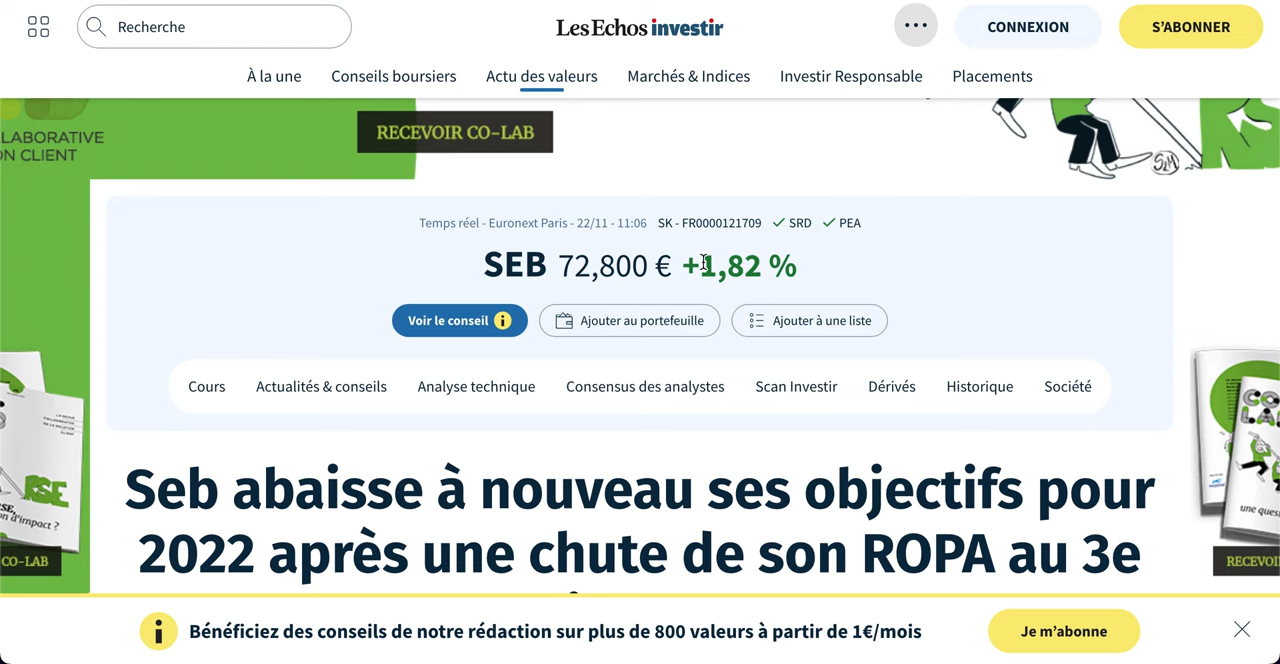 Recherche
Les Echos investir
CONNEXION
S'ABONNER
À la une
Conseils boursiers
Actu des valeurs
Marchés & Indices
Investir Responsable
Placements
LABORATIVE
ON CLIENT
RECEVOIR CO-LAB
Temps réel - Euronext Paris - 22/11 - 11:06 SK - FR0000121709 SRD PEA
SEB 72,800 € +1,82 %
Voir le conseil
Ajouter au portefeuille
Ajouter à une liste
Cours
Actualités & conseils
Analyse technique
Consensus des analystes
Scan Investir
Dérivés
Historique
Société
Seb abaisse à nouveau ses objectifs pour
2022 après une chute de son ROPA au 3e
RSE
d'impact ?
CO-LAB
une ques
RECEVOI
Bénéficiez des conseils de notre rédaction sur plus de 800 valeurs à partir de 1€/mois
Je m'abonne